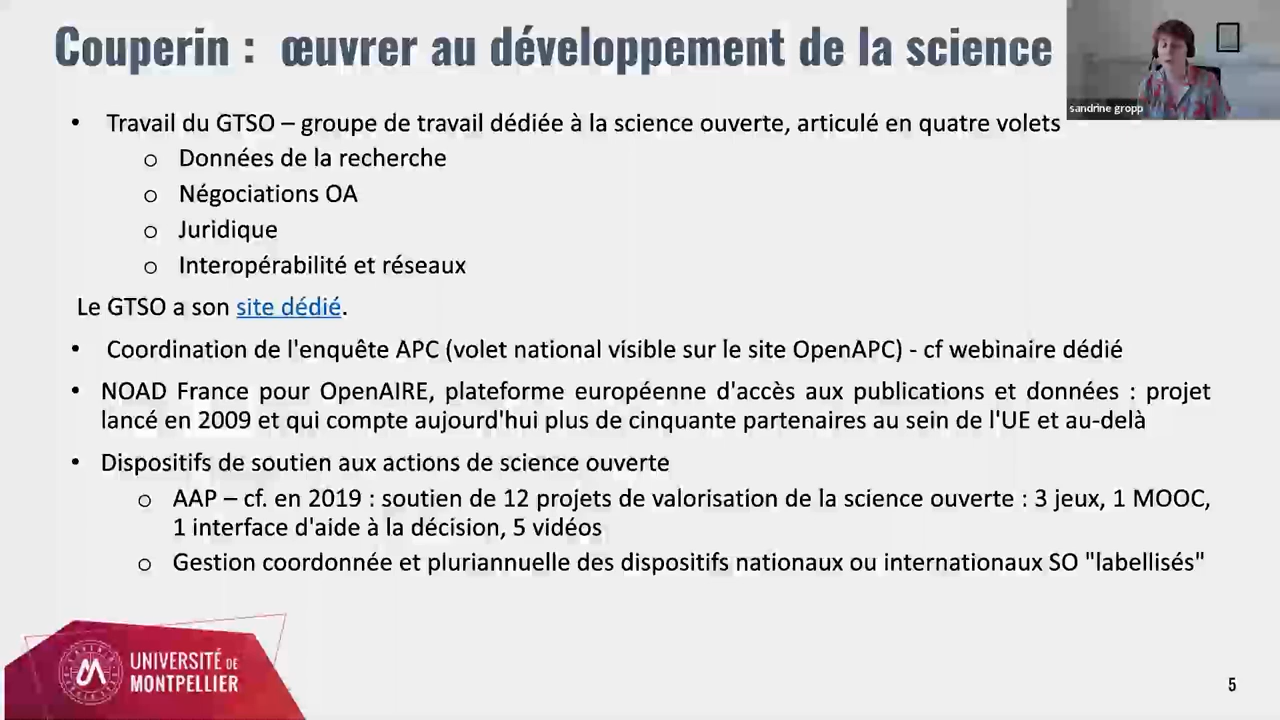 Couperin : œuvrer au développement de la science
sandrine gropp
• Travail du GTSO – groupe de travail dédiée à la science ouverte, articulé en quatre volets
o Données de la recherche
o Négociations OA
o Juridique
o Interopérabilité et réseaux
Le GTSO a son site dédié.
• Coordination de l'enquête APC (volet national visible sur le site OpenAPC) - cf webinaire dédié
• NOAD France pour OpenAIRE, plateforme européenne d'accès aux publications et données : projet
lancé en 2009 et qui compte aujourd'hui plus de cinquante partenaires au sein de l'UE et au-delà
• Dispositifs de soutien aux actions de science ouverte
o AAP – cf. en 2019 : soutien de 12 projets de valorisation de la science ouverte : 3 jeux, 1 MOOC,
1 interface d'aide à la décision, 5 vidéos
o Gestion coordonnée et pluriannuelle des dispositifs nationaux ou internationaux SO "labellisés"
UNIVERSITÉ DE
MONTPELLIER
5